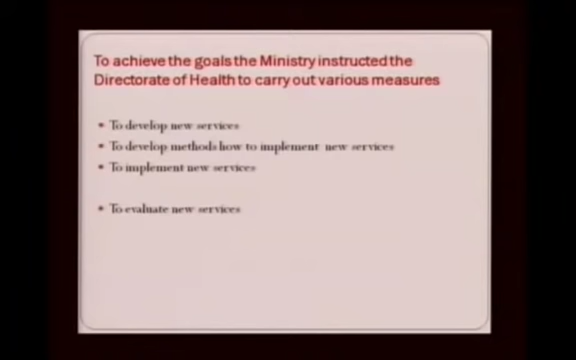 To achieve the goals the Ministry instructed the
Directorate of Health to carry out various measures
To develop new services
To develop methods how to implement new services
To implement new services
To evaluate new services